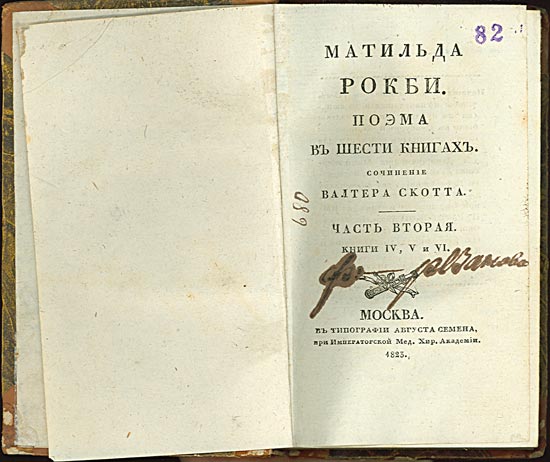 82
МАТИЛЬДА
РОКБИ.
ПОЭМА
ВЪ ШЕСТИ КНИГАХЪ.
СОЧИНЕНІЕ
ВАЛТЕРА СКОТТА.
ЧАСТЬ ВТОРАЯ.
КНИГИ IV, V и VI.
680
МОСКВА.
ВЪ ТИПОГРАФІИ АВГУСТА СЕМЕНА,
при Императорской Мед. Хир. Академіи.
1823.